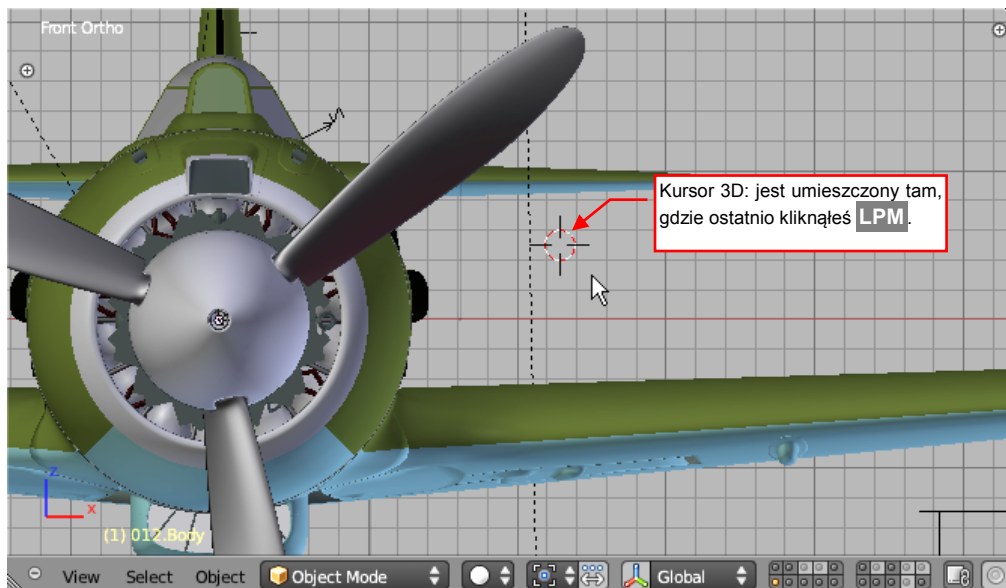 Front Ortho
Kursor 3D: jest umieszczony tam,
gdzie ostatnio kliknąłeś LPM.
z
x
(1) 012.Body
View Select Object Object Mode Global